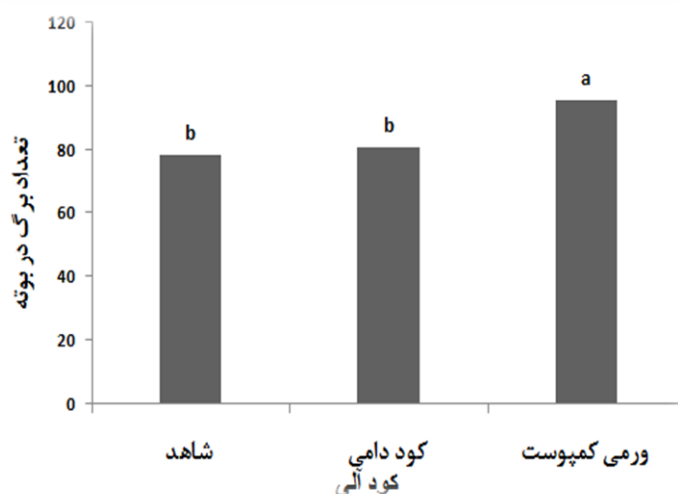 120
100
80
60
40
20
0
تعداد برگ در بوته
b
b
a
شاهد
کود دامی
ورمی کمپوست
کود آلی